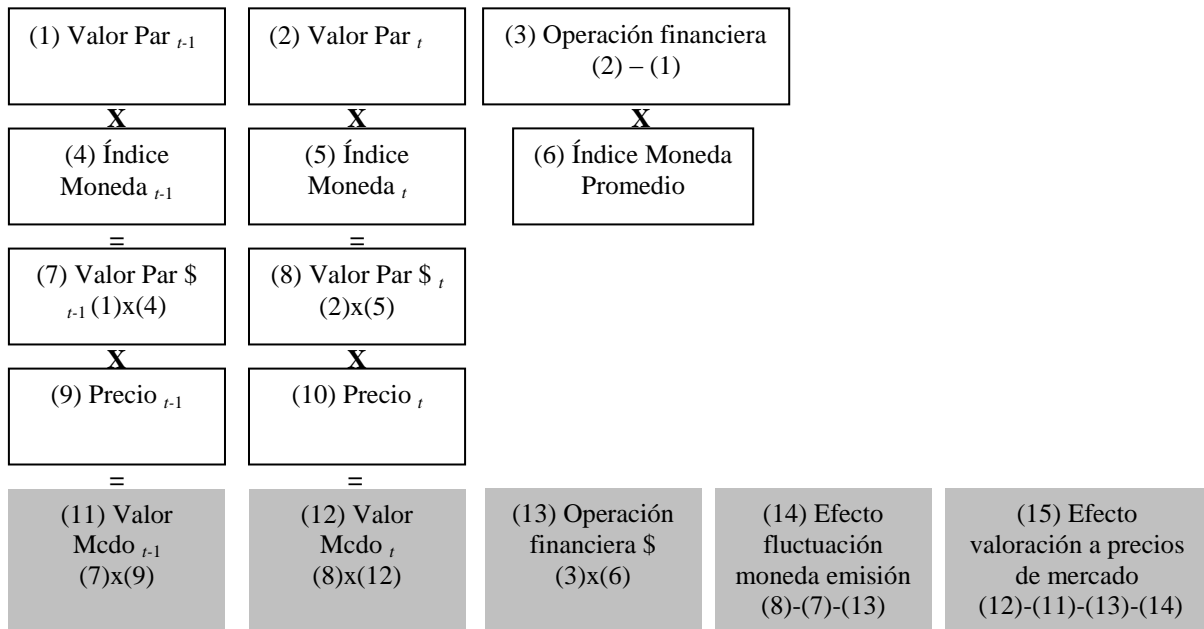 (1) Valor Par t-1
(2) Valor Par t
(3) Operación financiera
(2) – (1)
X
X
X
(4) Índice
Moneda t-1
(5) Índice
Moneda t
(6) Índice Moneda
Promedio
=
=
(7) Valor Par $
t-1 (1)x(4)
(8) Valor Par $ t
(2)x(5)
X
X
(9) Precio t-1
(10) Precio t
=
=
(11) Valor
Mcdo t-1
(7)x(9)
(12) Valor
Mcdo t
(8)x(12)
(13) Operación
financiera $
(3)x(6)
(14) Efecto
fluctuación
moneda emisión
(8)-(7)-(13)
(15) Efecto
valoración a precios
de mercado
(12)-(11)-(13)-(14)